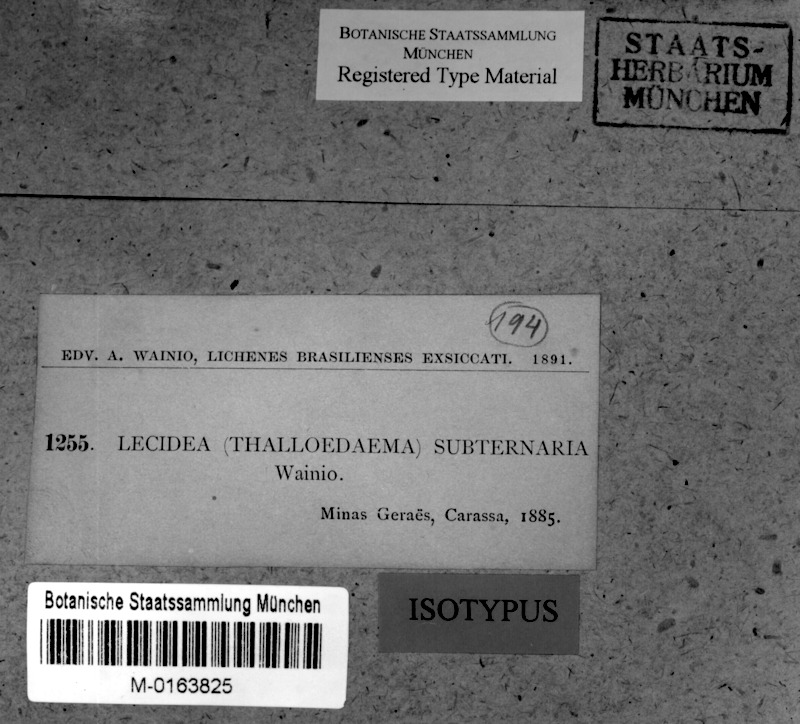 BOTANISCHE STAATSSAMMLUNG
MÜNCHEN
Registered Type Material
STAATS-
HERBARIUM
MÜNCHEN
194
EDV. A. WAINIO, LICHENES BRASILIENSES EXSICCATI. 1891.
1255. LECIDEA (THALLOEDAEMA) SUBTERNARIA
Wainio.
Minas Geraës, Carassa, 1885.
ISOTYPUS
Botanische Staatssammlung München
M-0163825